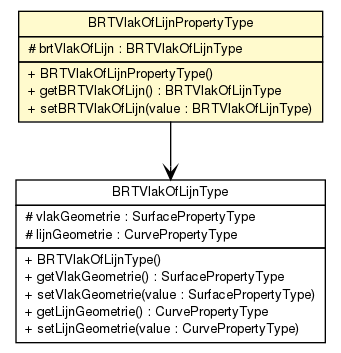 BRTVlakOfLijnPropertyType
# brtVlakOfLijn : BRTVlakOfLijnType
+ BRTVlakOfLijnPropertyType()
+ getBRTVlakOfLijn() : BRTVlakOfLijnType
+ setBRTVlakOfLijn(value : BRTVlakOfLijnType)
BRTVlakOfLijnType
# vlakGeometrie : SurfacePropertyType
# lijnGeometrie : CurvePropertyType
+ BRTVlakOfLijnType()
+ getVlakGeometrie() : SurfacePropertyType
+ setVlakGeometrie(value : SurfacePropertyType)
+ getLijnGeometrie() : CurvePropertyType
+ setLijnGeometrie(value : CurvePropertyType)